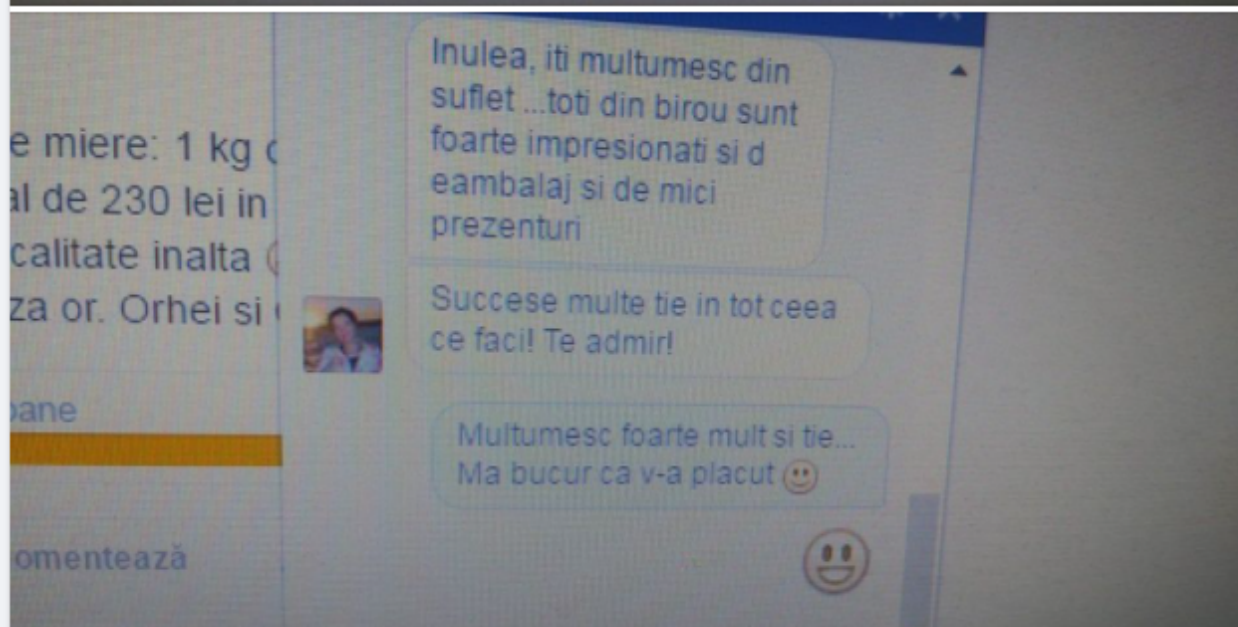 e miere: 1 kg
al de 230 lei in
calitate inalta
za or. Orhei si
oane
omentează
Inulea, iti multumesc din
suflet ...toti din birou sunt
foarte impresionati si d
eambalaj si de mici
prezenturi
Succese multe tie in tot ceea
ce faci! Te admir!
Multumesc foarte mult si tie...
Ma bucur ca v-a placut